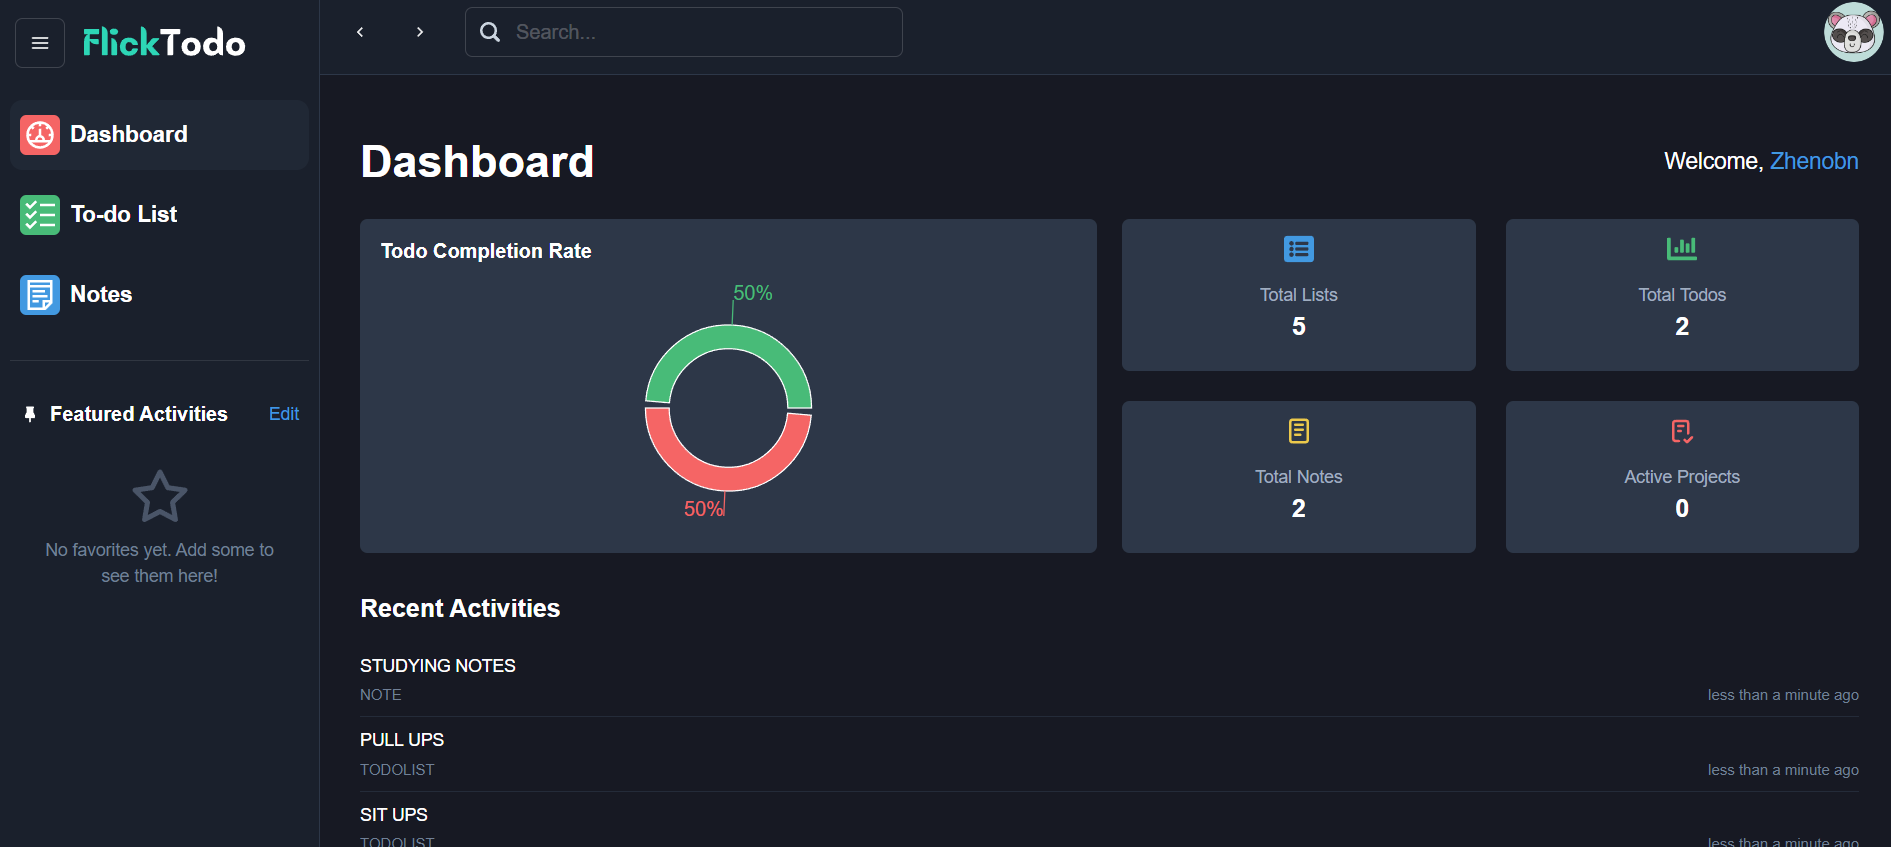 FlickTodo
Search...
Dashboard
To-do List
Notes
Featured Activities
Edit
No favorites yet. Add some to
see them here!
Dashboard
Welcome, Zhenobn
Todo Completion Rate
50%
50%
Total Lists
5
Total Todos
2
Total Notes
2
Active Projects
0
Recent Activities
STUDYING NOTES
NOTE
less than a minute ago
PULL UPS
TODOLIST
less than a minute ago
SIT UPS
TODOLIST
less than a minute ago